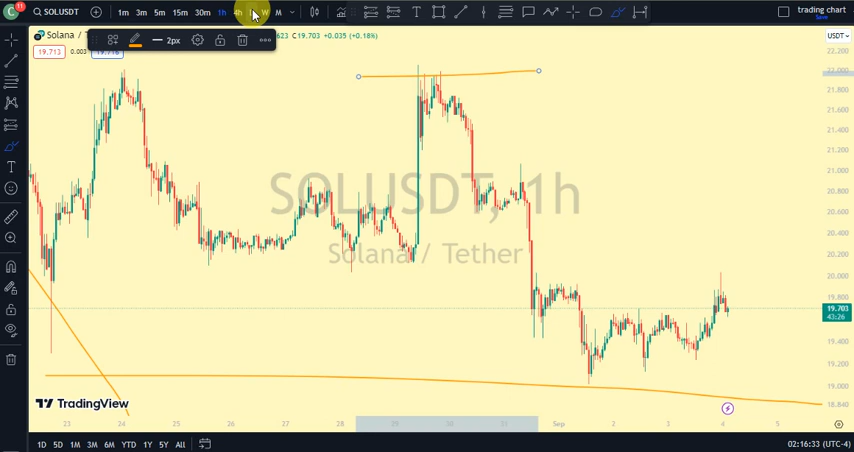 C 11 SOLUSDT 1m 3m 5m 15m 30m 1h 4h W M trading chart
Save
Solana / T 623 C19.703 +0.035 (+0.18%) USDT
2px
19.713 0.003 19.716
22.200
22.000
21.800
21.600
21.400
21.200
21.000
20.800
20.600
20.400
20.200
20.000
19.800
19.703
43:26
19.400
19.200
19.000
18.840
SOLUSDT, 1h
Solana / Tether
TradingView
23 24 25 26 27 28 29 30 31 Sep 2 3 4 5
1D 5D 1M 3M 6M YTD 1Y 5Y All 02:16:33 (UTC-4)